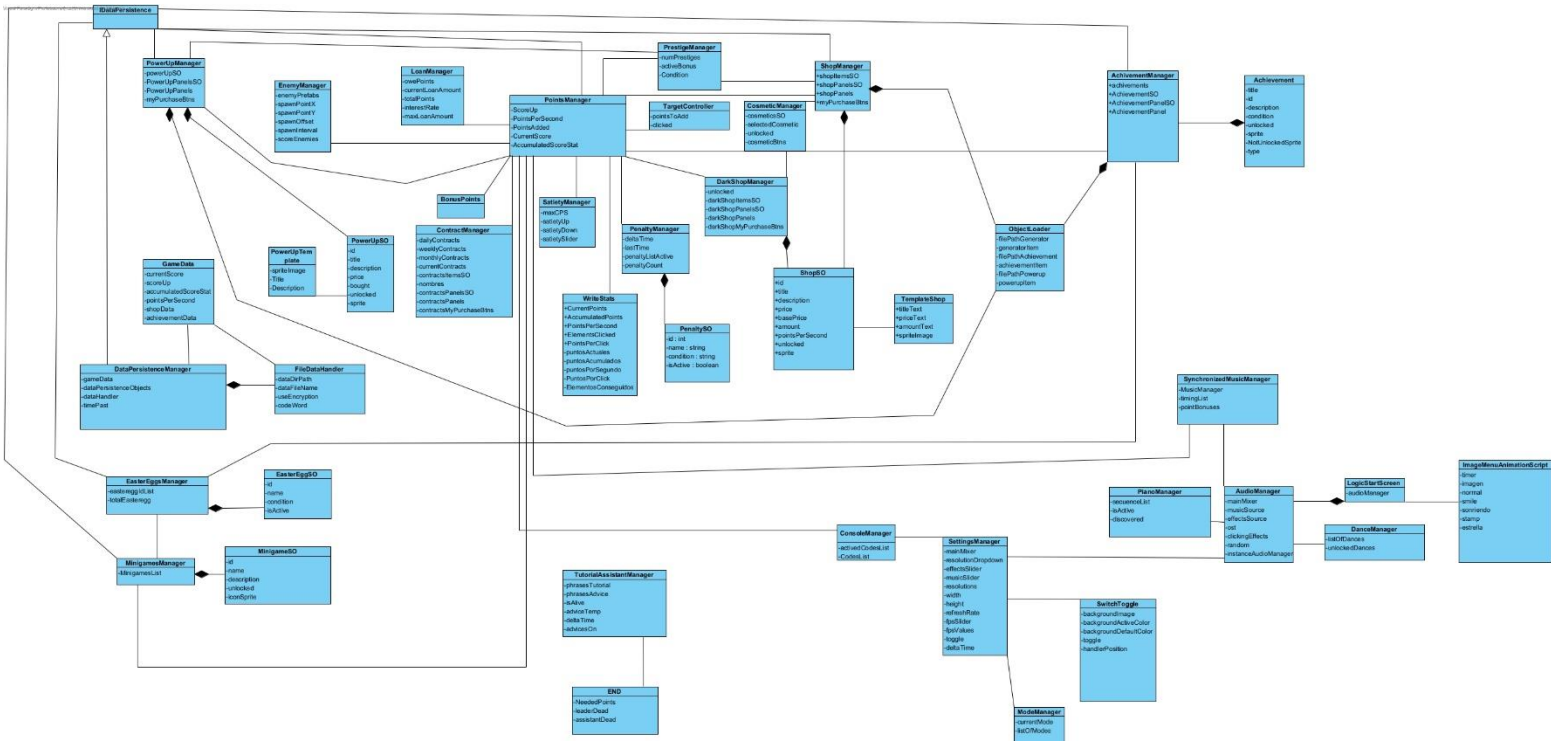 IDataPersistence
PowerUpManager
-powerUpSO
-PowerUpPanelsSO
-PowerUpPanels
-myPurchaseBtns
EnemyManager
-enemyPrefabs
-spawnPointX
-spawnPointY
-spawnOffset
-spawnInterval
-scoreEnemies
LoanManager
-owePoints
-currentLoanAmount
-totalPoints
-interestRate
-maxLoanAmount
PointsManager
-ScoreUp
-PointsPerSecond
-PointsAdded
-CurrentScore
-AccumulatedScoreStat
PrestigeManager
-numPrestiges
-activeBonus
-Condition
TargetController
-pointsToAdd
-clicked
CosmeticManager
-cosmeticsSO
-selectedCosmetic
-unlocked
-cosmeticBtns
ShopManager
+shopItemsSO
+shopPanelsSO
+shopPanels
+myPurchaseBtns
AchivementManager
+achivements
+AchievementSO
+AchievementPanelSO
+AchievementPanel
Achievement
-title
-id
-description
-condition
-unlocked
-sprite
-NotUnlockedSprite
-type
BonusPoints
ContractManager
-dailyContracts
-weeklyContracts
-monthlyContracts
-currentContracts
-contractsItemsSO
-nombres
-contractsPanelsSO
-contractsPanels
-contractsMyPurchaseBtns
SatietyManager
-maxCPS
-satietyUp
-satietyDown
-satietySlider
PenaltyManager
-deltaTime
-lastTime
-penaltyListActive
-penaltyCount
DarkShopManager
-unlocked
-darkShopItemsSO
-darkShopPanelsSO
-darkShopPanels
-darkShopMyPurchaseBtns
ObjectLoader
-filePathGenerator
-generatorItem
-filePathAchievement
-achievementItem
-filePathPowerup
-powerupItem
PowerUpTem
plate
-spriteImage
-Title
-Description
PowerUpSO
-id
-title
-description
-price
-bought
-unlocked
-sprite
GameData
-currentScore
-scoreUp
-accumulatedScoreStat
-pointsPerSecond
-shopData
-achievementData
WriteStats
+CurrentPoints
+AccumulatedPoints
+PointsPerSecond
+ElementsClicked
+PointsPerClick
-puntosActuales
-puntosAcumulados
-puntosPorSegundo
-PuntosPorClick
-ElementosConseguidos
PenaltySO
-id : int
-name : string
-condition : string
-isActive : boolean
ShopSO
+id
+title
+description
+price
+basePrice
+amount
+pointsPerSecond
+unlocked
+sprite
TemplateShop
+titleText
+priceText
+amountText
+spriteImage
DataPersistenceManager
-gameData
-dataPersistenceObjects
-dataHandler
-timePast
FileDataHandler
-dataDirPath
-dataFileName
-useEncryption
-codeWord
SynchronizedMusicManager
-MusicManager
-timingList
-pointBonuses
EasterEggsManager
-eastereggIdList
-totalEasteregg
EasterEggSO
-id
-name
-condition
-isActive
MinigamesManager
-MinigamesList
MinigameSO
-id
-name
-description
-unlocked
-iconSprite
PianoManager
-sequenceList
-isActive
-discovered
AudioManager
-mainMixer
-musicSource
-effectsSource
-ost
-clickingEffects
-random
-instanceAudioManager
LogicStartScreen
-audioManager
DanceManager
-listOfDances
-unlockedDances
ImageMenuAnimationScript
-timer
-imagen
-normal
-smile
-sonriendo
-stamp
-estrella
ConsoleManager
-activedCodesList
-CodesList
SettingsManager
-mainMixer
-resolutionDropdown
-effectsSlider
-musicSlider
-resolutions
-width
-height
-refreshRate
-fpsSlider
-fpsValues
-toggle
-deltaTime
SwitchToggle
-backgroundImage
-backgroundActiveColor
-backgroundDefaultColor
-toggle
-handlerPosition
TutorialAssistantManager
-phrasesTutorial
-phrasesAdvice
-isAlive
-adviceTemp
-deltaTime
-advicesOn
END
-NeededPoints
-leaderDead
-assistantDead
ModeManager
-currentMode
-listOfModes